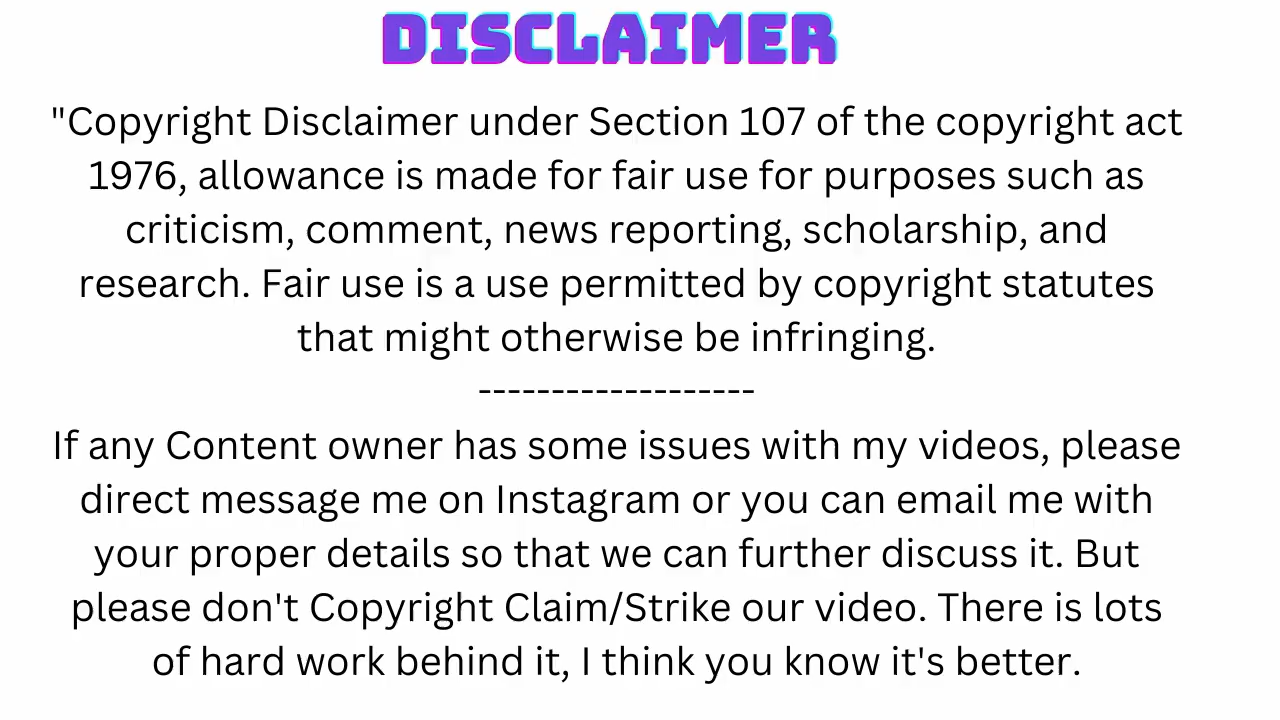 DISCLAIMER
"Copyright Disclaimer under Section 107 of the copyright act
1976, allowance is made for fair use for purposes such as
criticism, comment, news reporting, scholarship, and
research. Fair use is a use permitted by copyright statutes
that might otherwise be infringing.
-------------------
If any Content owner has some issues with my videos, please
direct message me on Instagram or you can email me with
your proper details so that we can further discuss it. But
please don't Copyright Claim/Strike our video. There is lots
of hard work behind it, I think you know it's better.